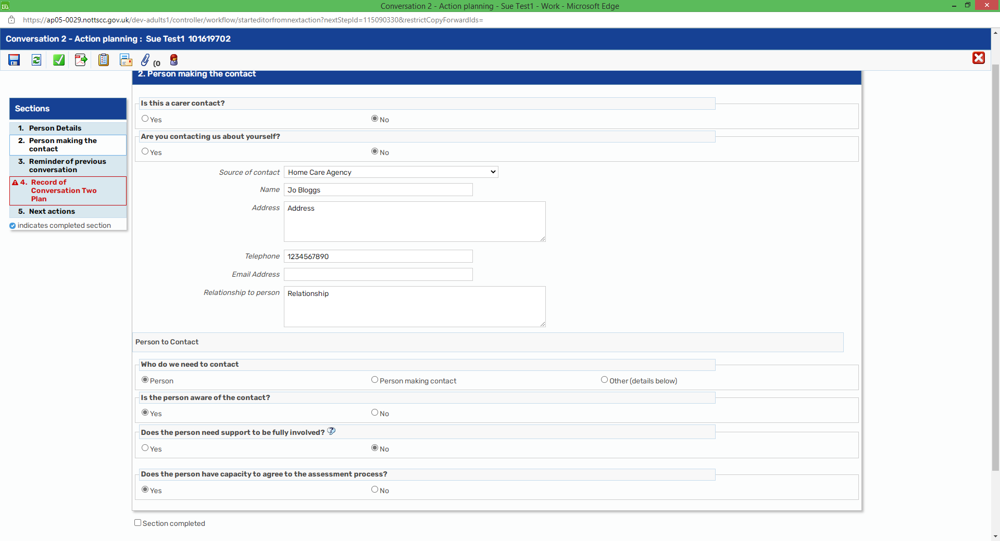 Conversation 2 - Action planning - Sue Test1 - Work - Microsoft Edge
https://ap05-0029.nottscc.gov.uk/dev-adults1/controller/workflow/starteditorfromnextaction?nextStepId=115090330&restrictCopyForwardIds=
Conversation 2 - Action planning : Sue Test1 101619702
(0
2. Person making the contact
Sections
1. Person Details
2. Person making the
contact
3. Reminder of previous
conversation
4. Record of
Conversation Two
Plan
5. Next actions
indicates completed section
Is this a carer contact?
Yes No
Are you contacting us about yourself?
Yes No
Source of contact Home Care Agency
Name Jo Bloggs
Address Address
Telephone 1234567890
Email Address
Relationship to person Relationship
Person to Contact
Who do we need to contact
Person Person making contact Other (details below)
Is the person aware of the contact?
Yes No
Does the person need support to be fully involved? ?
Yes No
Does the person have capacity to agree to the assessment process?
Yes No
Section completed